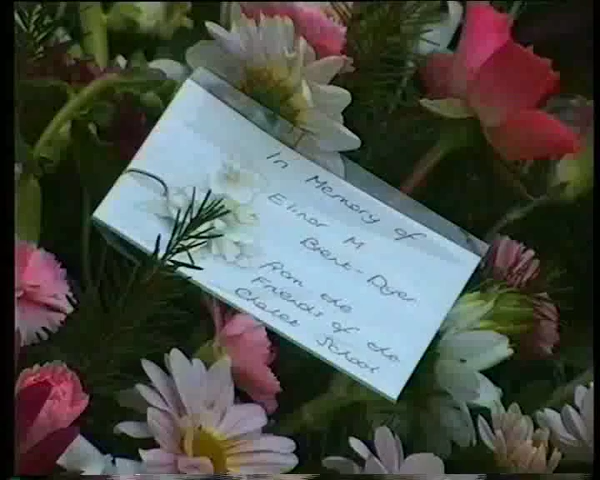 In Memory of
Elinor M
Brent-Dyer
from the
Friends of the
Chalet School